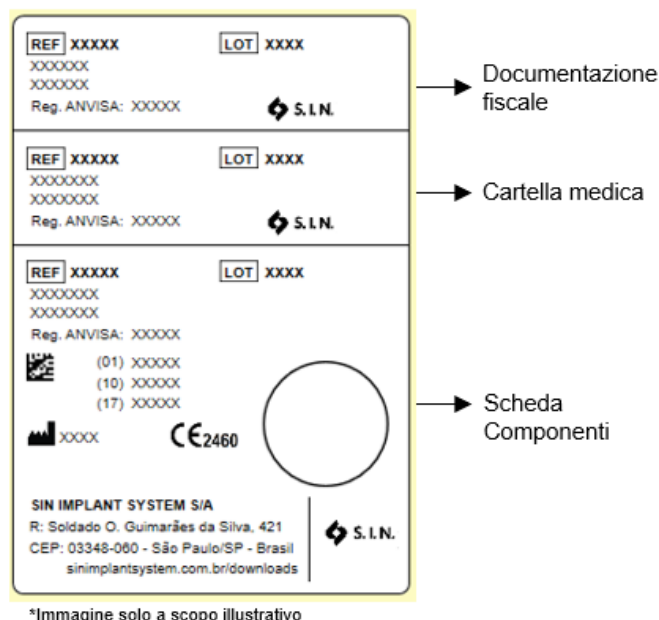 REF XXXXX LOT XXXX
XXXXXX
XXXXXX
Reg. ANVISA: XXXXX S.I.N.
Documentazione
fiscale
REF XXXXX LOT XXXX
XXXXXXX
XXXXXXX
Reg. ANVISA: XXXXX S.I.N.
Cartella medica
REF XXXXX LOT XXXX
XXXXXXX
XXXXXXX
Reg. ANVISA: XXXXX
(01) XXXXX
(10) XXXXX
(17) XXXXX
XXXX CE2460
Scheda
Componenti
SIN IMPLANT SYSTEM S/A
R: Soldado O. Guimarães da Silva, 421
CEP: 03348-060 - São Paulo/SP - Brasil
sinimplantsystem.com.br/downloads
S.I.N.
*Immagine solo a scopo illustrativo